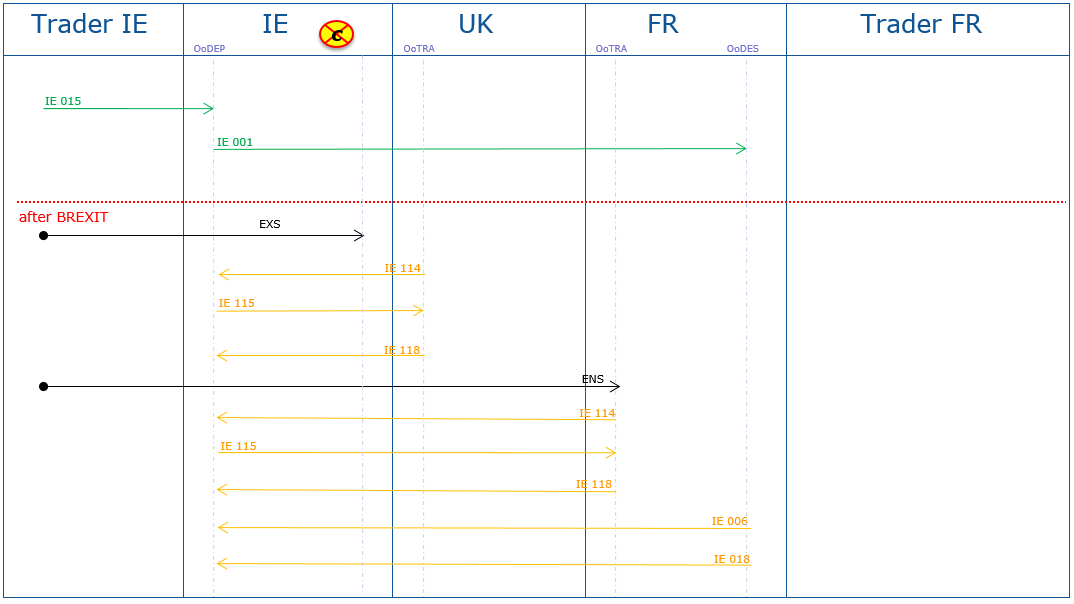 Trader IE
IE
c
UK
FR
Trader FR
OoDEP
OoTRA
OoTRA
OoDES
IE 015
IE 001
after BREXIT
EXS
IE 114
IE 115
IE 118
ENS
IE 114
IE 115
IE 118
IE 006
IE 018